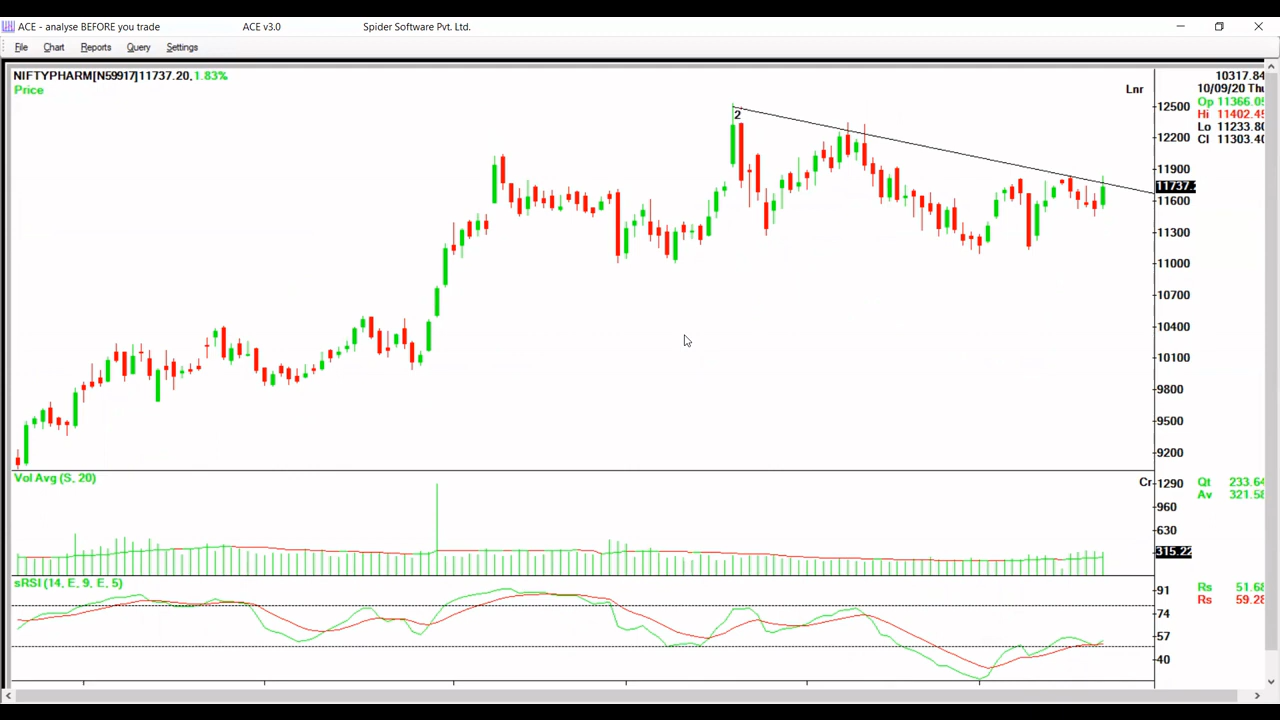 ACE - analyse BEFORE you trade ACE v3.0 Spider Software Pvt. Ltd.
File Chart Reports Query Settings
NIFTYPHARM[N59917]11737.20,1.83%
Price
Lnr
10317.84
10/09/20 Thu
Op 11366.05
Hi 11402.45
Lo 11233.80
Cl 11303.40
2
12500
12200
11900
11737.
11600
11300
11000
10700
10400
10100
9800
9500
9200
Vol Avg (S, 20)
Cr 1290
960
630
315.22
Qt 233.64
Av 321.58
sRSI (14, E, 9, E, 5)
91
74
57
40
Rs 51.68
Rs 59.28